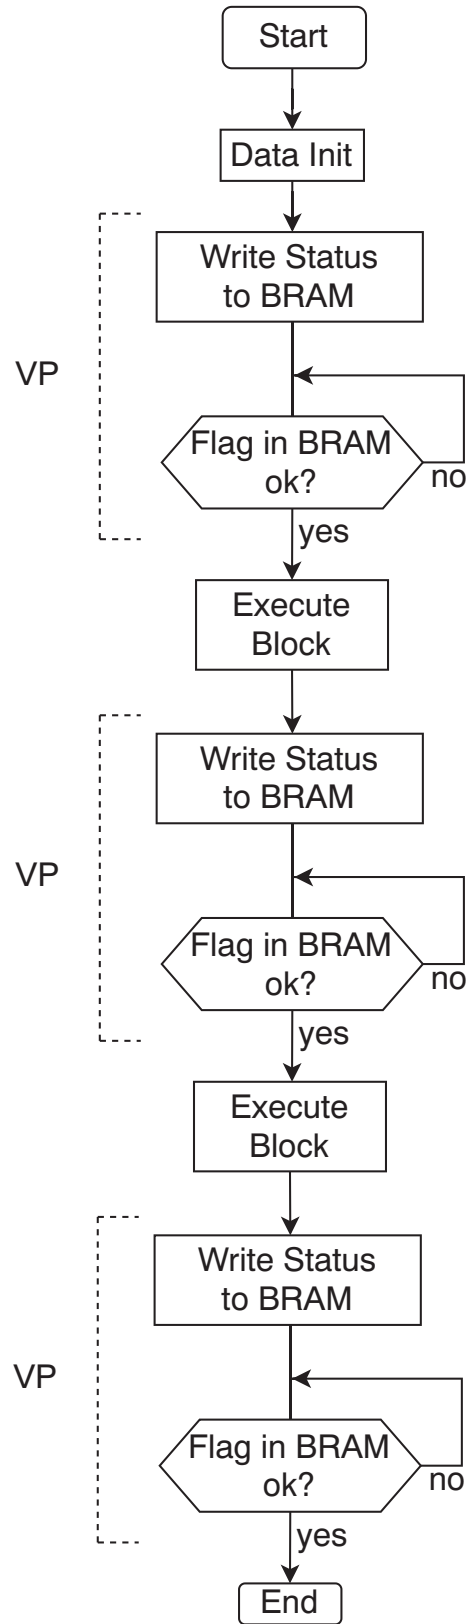 Start
Data Init
Write Status
to BRAM
VP
Flag in BRAM
ok?
no
yes
Execute
Block
Write Status
to BRAM
VP
Flag in BRAM
ok?
no
yes
Execute
Block
Write Status
to BRAM
VP
Flag in BRAM
ok?
no
yes
End